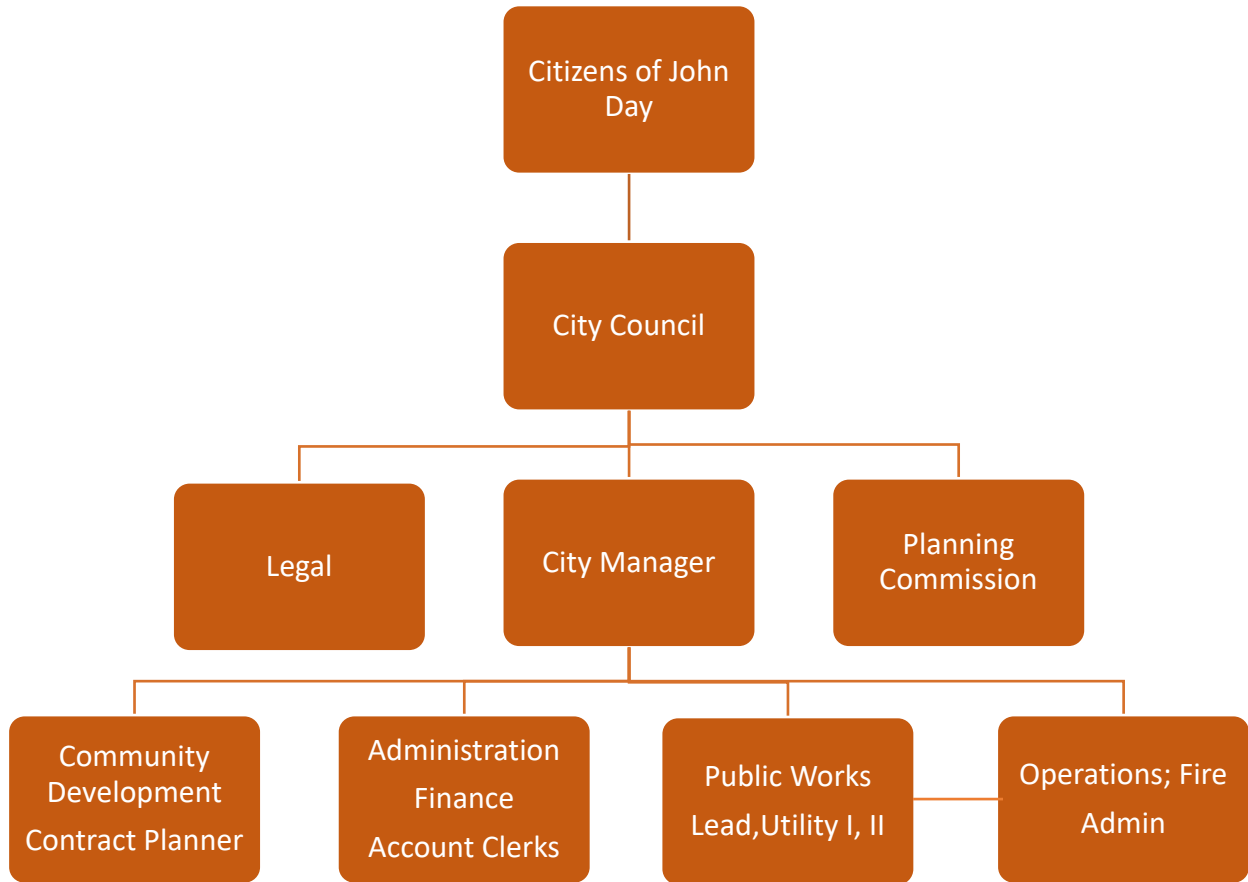 Citizens of John
Day
City Council
Legal
City Manager
Planning
Commission
Community
Development
Contract Planner
Administration
Finance
Account Clerks
Public Works
Lead,Utility I, II
Operations; Fire
Admin